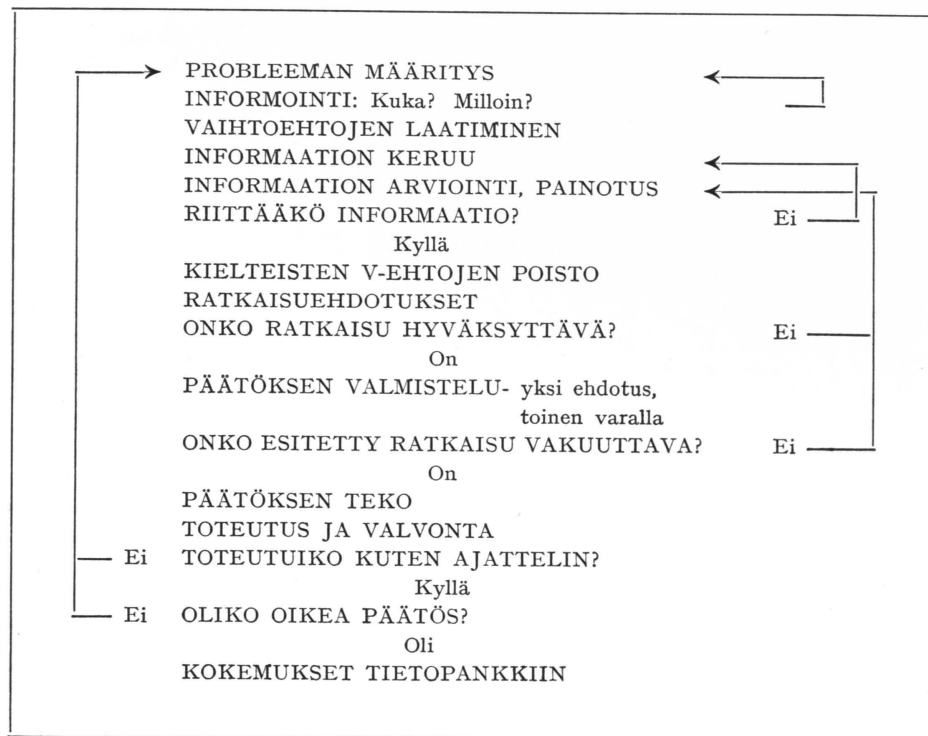 PROBLEEMAN MÄÄRITYS
INFORMOINTI: Kuka? Milloin?
VAIHTOEHTOJEN LAATIMINEN
INFORMAATION KERUU
INFORMAATION ARVIOINTI, PAINOTUS
RIITTÄÄKÖ INFORMAATIO? Ei
Kyllä
KIELTEISTEN V-EHTOJEN POISTO
RATKAISUEHDOTUKSET
ONKO RATKAISU HYVÄKSYTTÄVÄ? Ei
On
PÄÄTÖKSEN VALMISTELU- yksi ehdotus,
toinen varalla
ONKO ESITETTY RATKAISU VAKUUTTAVA? Ei
On
PÄÄTÖKSEN TEKO
TOTEUTUS JA VALVONTA
Ei TOTEUTUIKO KUTEN AJATTELIN?
Kyllä
Ei OLIKO OIKEA PÄÄTÖS?
Oli
KOKEMUKSET TIETOPANKKIIN